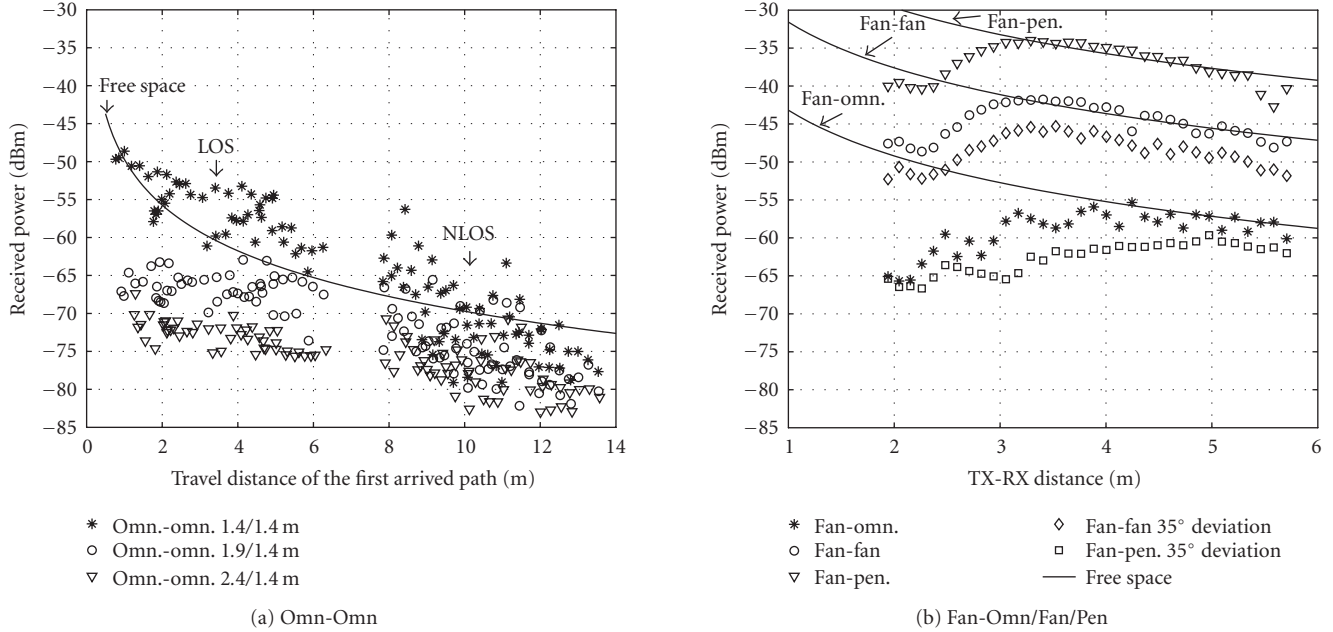 −30
−35
−40
−45
−50
−55
−60
−65
−70
−75
−80
−85
Received power (dBm)
Free space
LOS
NLOS
0 2 4 6 8 10 12 14
Travel distance of the first arrived path (m)
Omn.-omn. 1.4/1.4 m
Omn.-omn. 1.9/1.4 m
Omn.-omn. 2.4/1.4 m
(a) Omn-Omn
−30
−35
−40
−45
−50
−55
−60
−65
−70
−75
−80
−85
Received power (dBm)
Fan-pen.
Fan-fan
Fan-omn.
1 2 3 4 5 6
TX-RX distance (m)
Fan-omn.
Fan-fan
Fan-pen.
Fan-fan 35° deviation
Fan-pen. 35° deviation
Free space
(b) Fan-Omn/Fan/Pen